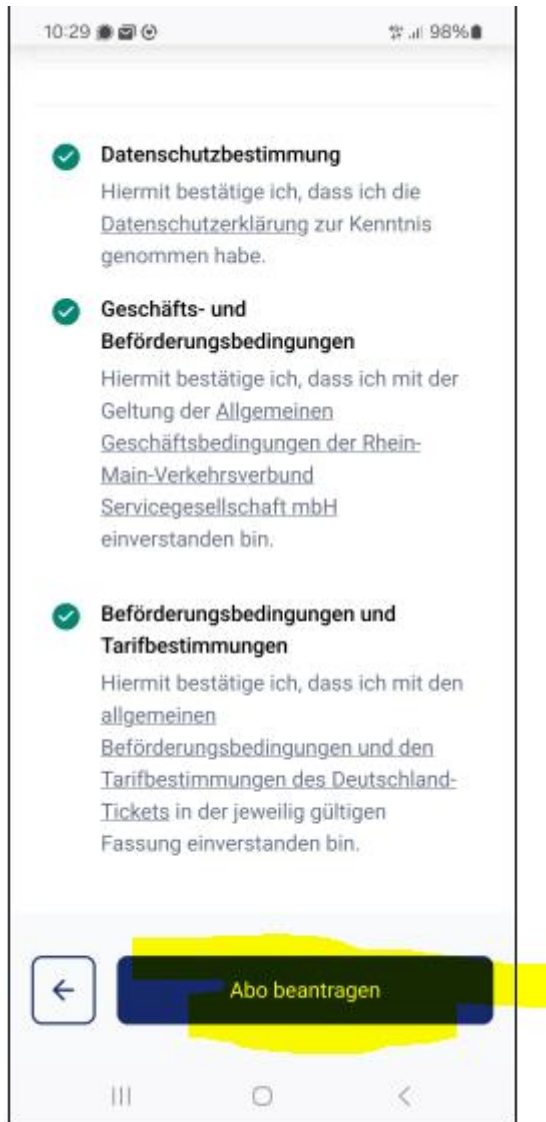 10:29 98%
Datenschutzbestimmung
Hiermit bestätige ich, dass ich die
Datenschutzerklärung zur Kenntnis
genommen habe.
Geschäfts- und
Beförderungsbedingungen
Hiermit bestätige ich, dass ich mit der
Geltung der Allgemeinen
Geschäftsbedingungen der Rhein-
Main-Verkehrsverbund
Servicegesellschaft mbH
einverstanden bin.
Beförderungsbedingungen und
Tarifbestimmungen
Hiermit bestätige ich, dass ich mit den
allgemeinen
Beförderungsbedingungen und den
Tarifbestimmungen des Deutschland-
Tickets in der jeweilig gültigen
Fassung einverstanden bin.
Abo beantragen